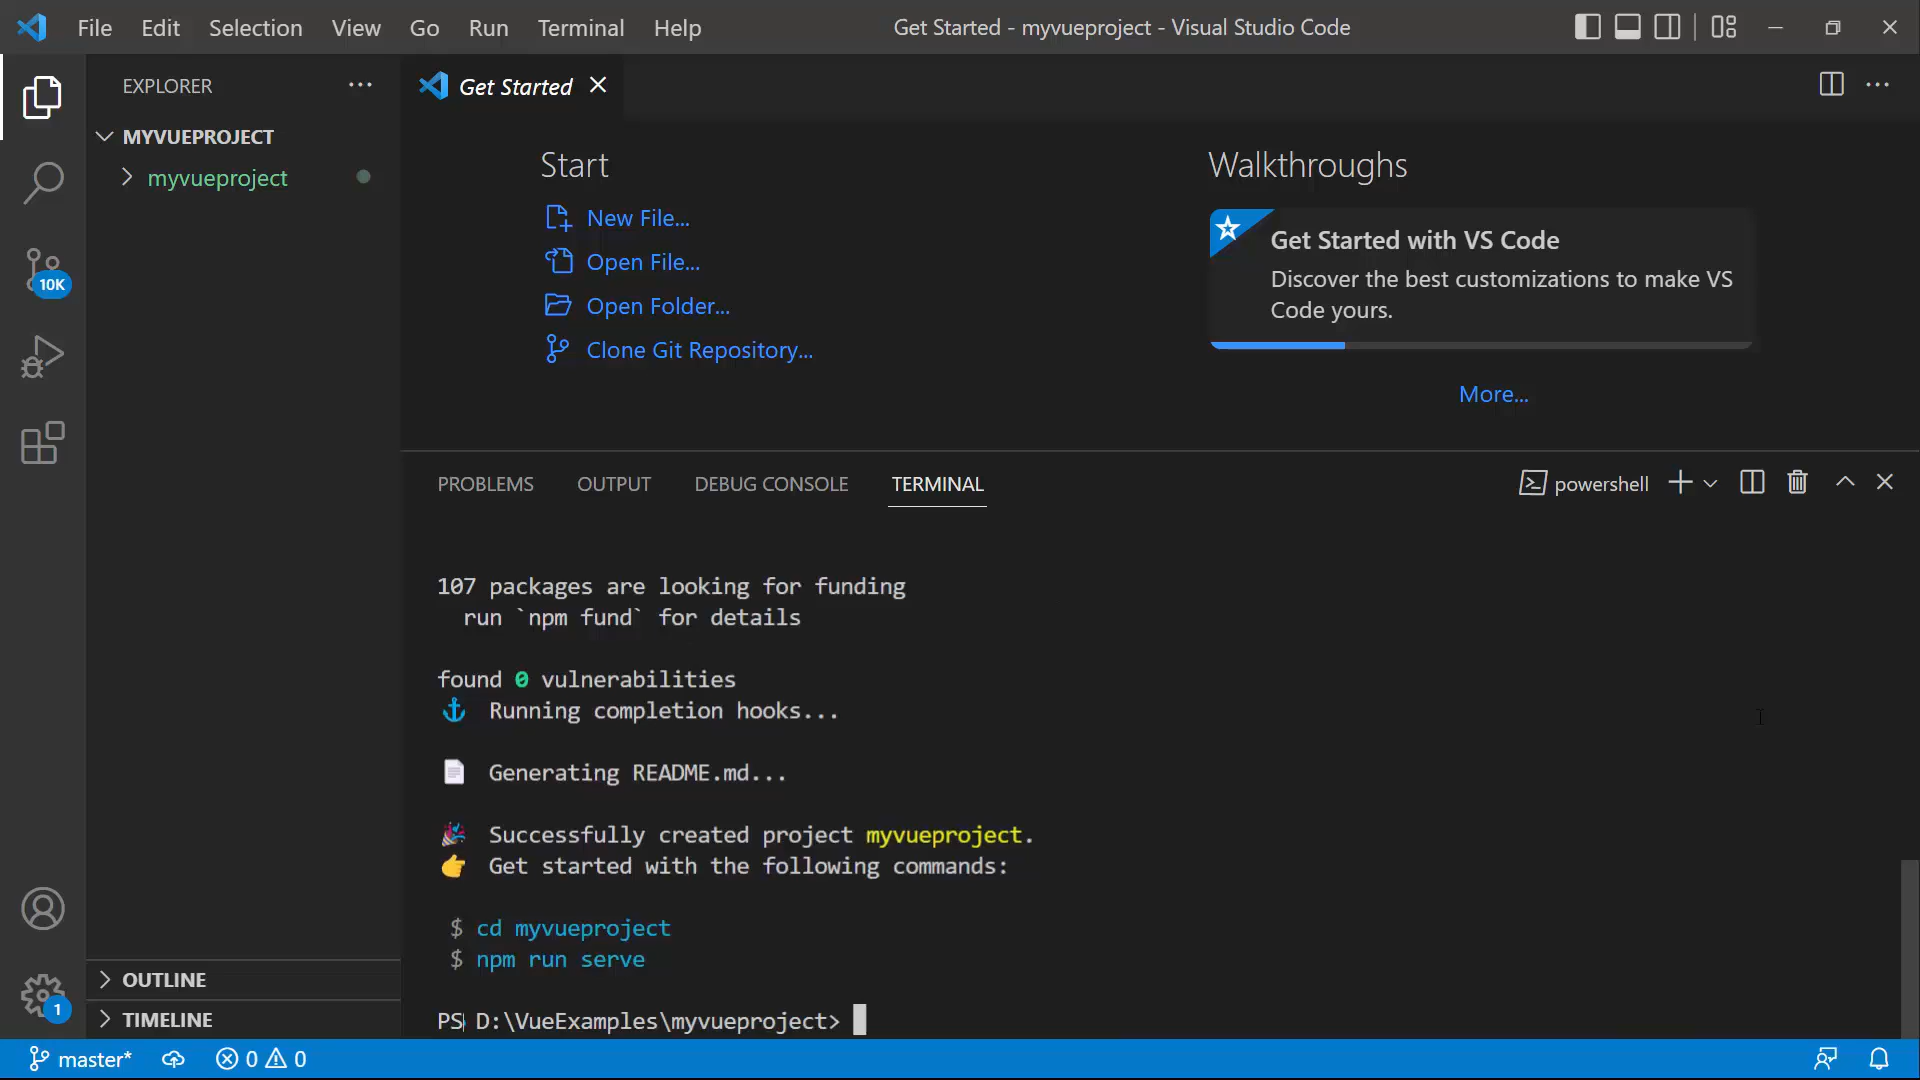 File Edit Selection View Go Run Terminal Help
Get Started - myvueproject - Visual Studio Code
EXPLORER
MYVUEPROJECT
myvueproject
10K
1
OUTLINE
TIMELINE
Get Started
Start
New File...
Open File...
Open Folder...
Clone Git Repository...
Walkthroughs
Get Started with VS Code
Discover the best customizations to make VS
Code yours.
More...
PROBLEMS OUTPUT DEBUG CONSOLE TERMINAL
powershell
107 packages are looking for funding
run `npm fund` for details
found 0 vulnerabilities
Running completion hooks...
Generating README.md...
Successfully created project myvueproject.
Get started with the following commands:
$ cd myvueproject
$ npm run serve
PS D:\VueExamples\myvueproject>
master* 0 0